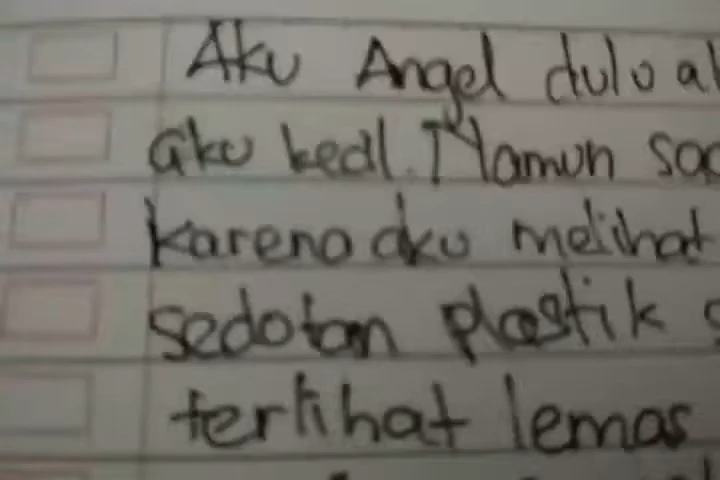 Aku Angel dulu
aku kecil. Namun
karena aku melihat
sedotan plastik
terlihat lemas